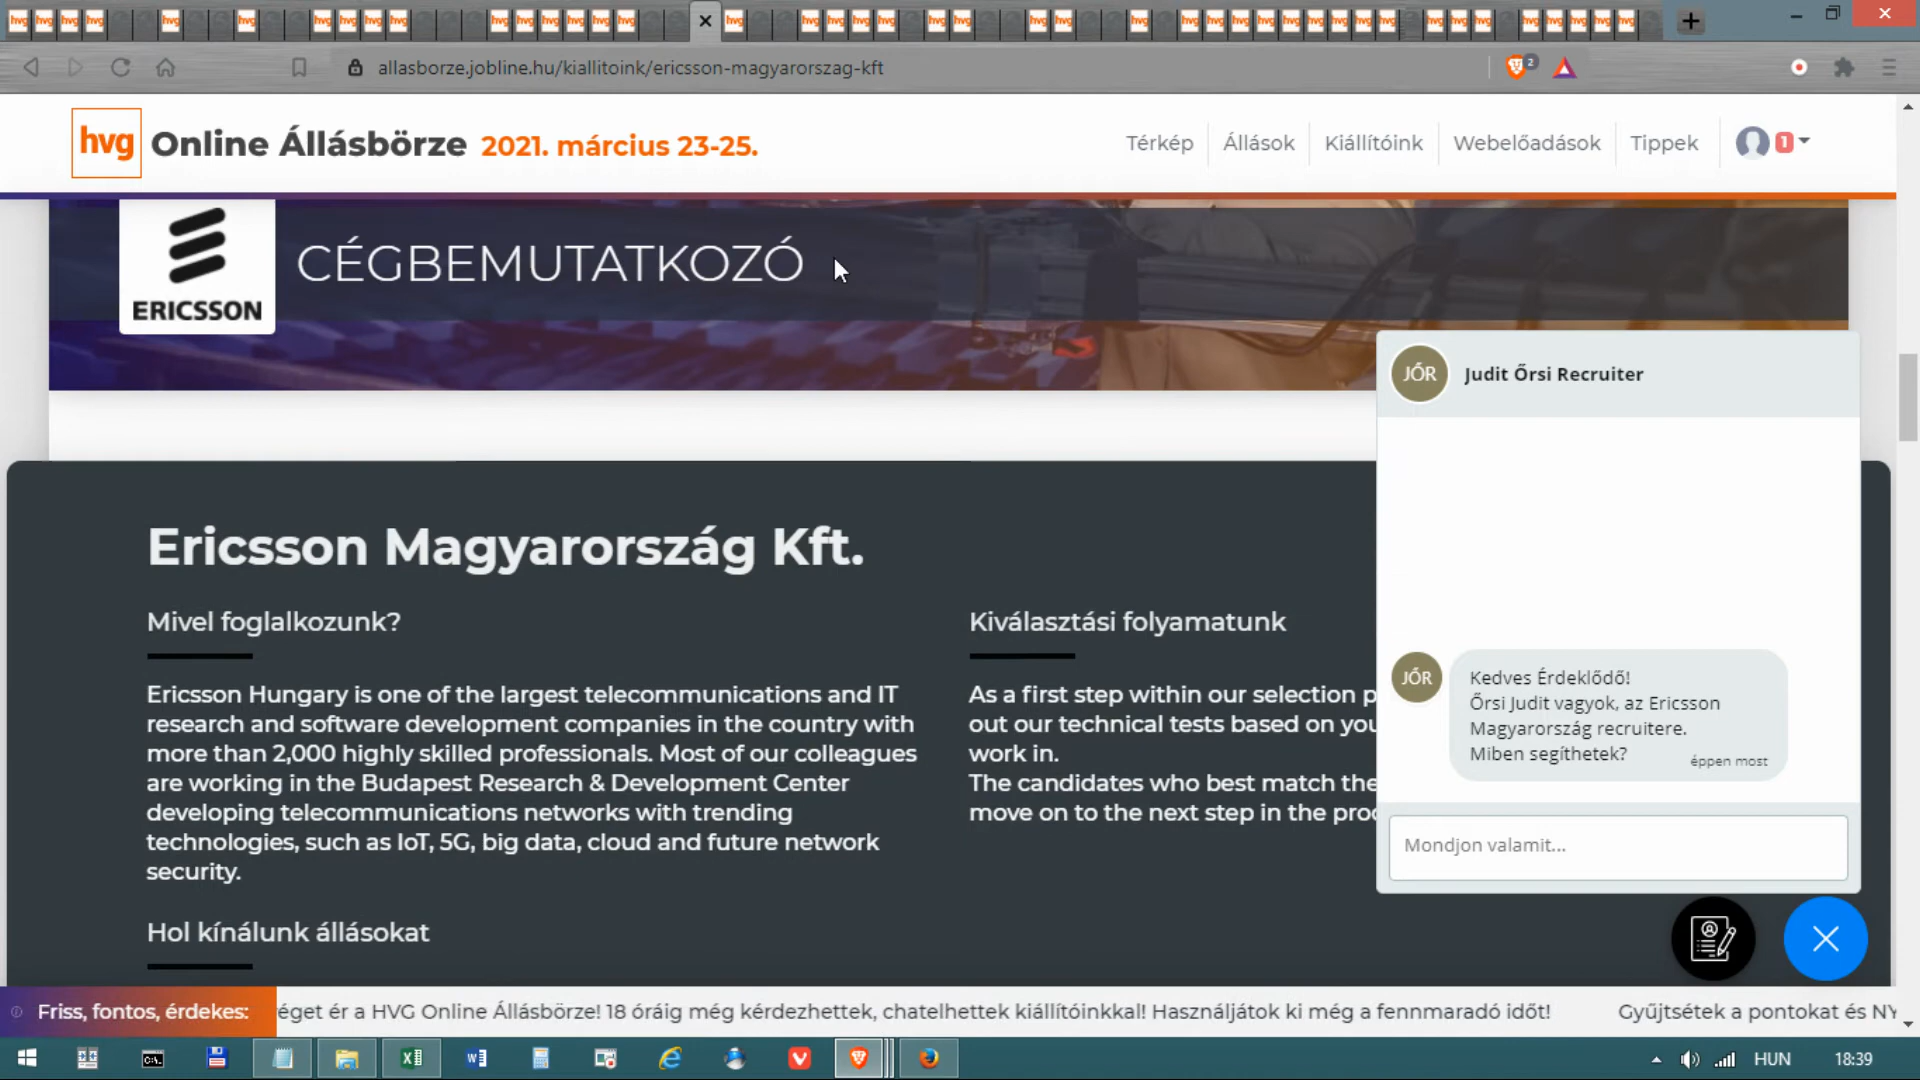 allasborze.jobline.hu/kiallitoink/ericsson-magyarorszag-kft
2
hvg Online Állásbörze 2021. március 23-25.
Térkép
Állások
Kiállítóink
Webelőadások
Tippek
1
ERICSSON
CÉGBEMUTATKOZÓ
Ericsson Magyarország Kft.
Mivel foglalkozunk?
Ericsson Hungary is one of the largest telecommunications and IT
research and software development companies in the country with
more than 2,000 highly skilled professionals. Most of our colleagues
are working in the Budapest Research & Development Center
developing telecommunications networks with trending
technologies, such as IoT, 5G, big data, cloud and future network
security.
Hol kínálunk állásokat
Kiválasztási folyamatunk
As a first step within our selection p
out our technical tests based on you
work in.
The candidates who best match the
move on to the next step in the proc
JŐR
Judit Őrsi Recruiter
JŐR
Kedves Érdeklődő!
Őrsi Judit vagyok, az Ericsson
Magyarország recruitere.
Miben segíthetek?
éppen most
Mondjon valamit...
Friss, fontos, érdekes:
éget ér a HVG Online Állásbörze! 18 óráig még kérdezhettek, chatelhettek kiállítóinkkal! Használjátok ki még a fennmaradó időt!
Gyűjtsétek a pontokat és NY
HUN
18:39